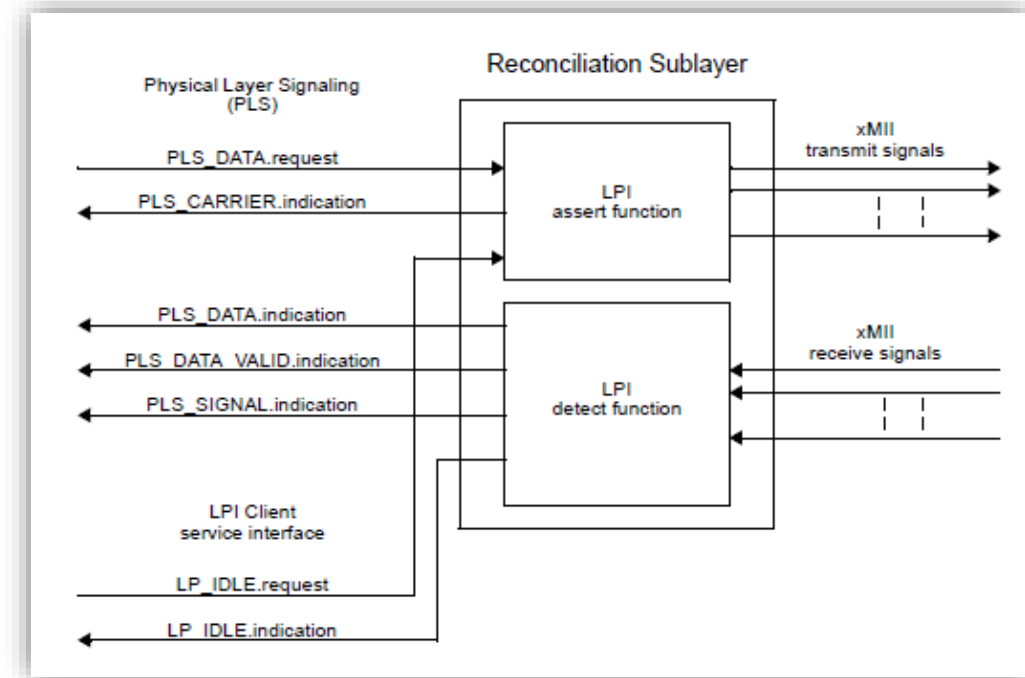 Reconciliation Sublayer
Physical Layer Signaling
(PLS)
xMII
transmit signals
PLS_DATA.request
PLS_CARRIER.indication
LPI
assert function
PLS_DATA.indication
PLS_DATA_VALID.indication
PLS_SIGNAL.indication
xMII
receive signals
LPI
detect function
LPI Client
service interface
LP_IDLE.request
LP_IDLE.indication